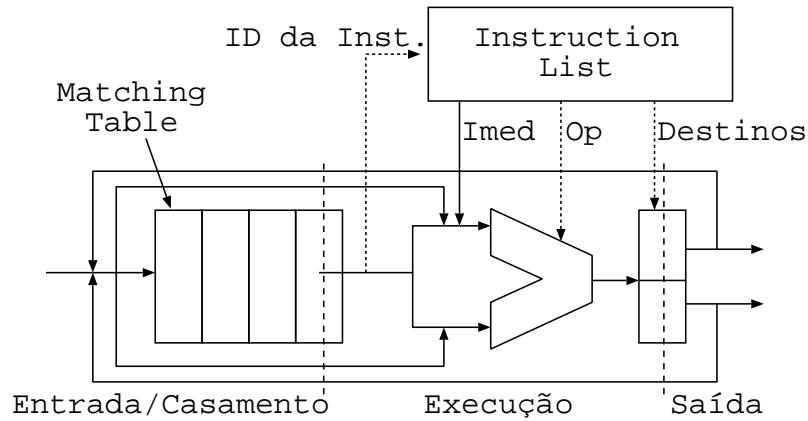 ID da Inst.
Instruction
List
Matching
Table
Imed
Op
Destinos
Entrada/Casamento
Execução
Saída